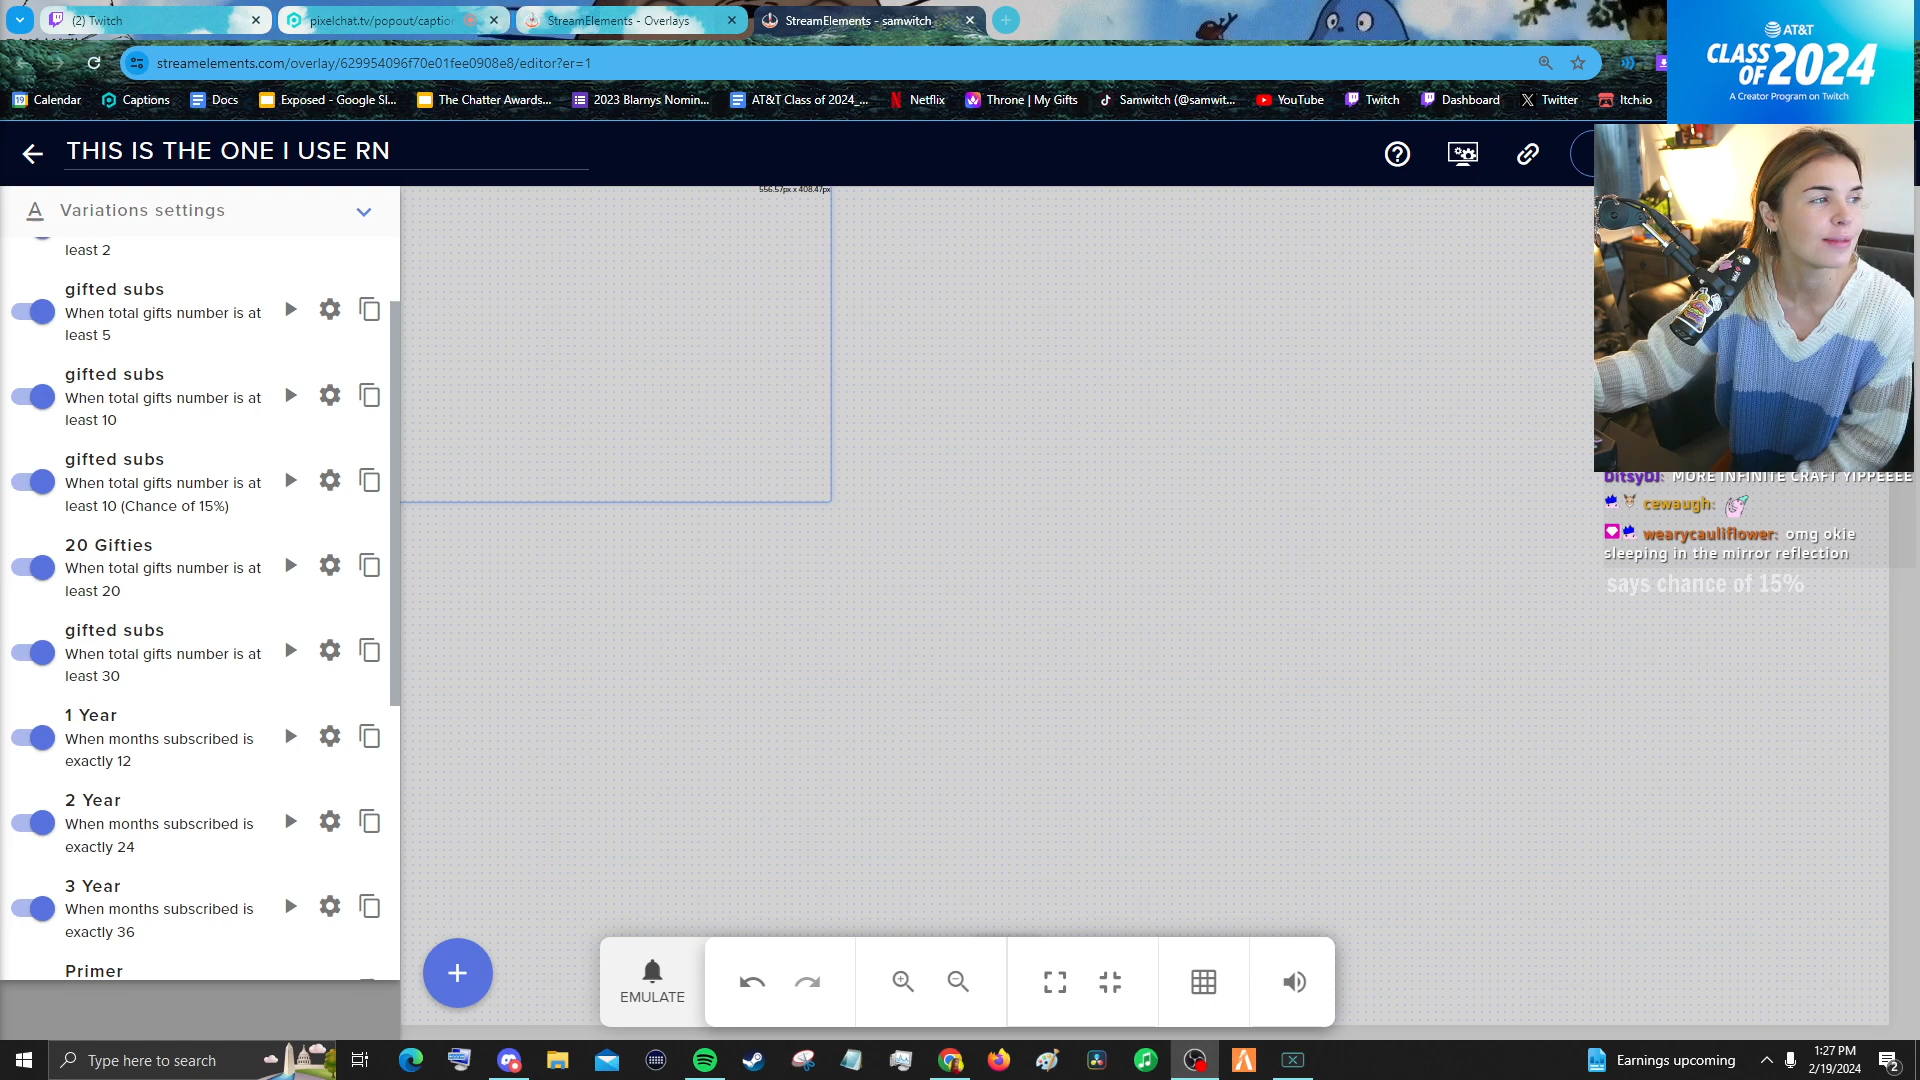 (2) Twitch
pixelchat.tv/popout/captio
StreamElements - Overlays
StreamElements - samwitch
streamelements.com/overlay/629954096f70e01fee0908e8/editor?er=1
Calendar
Captions
Docs
Exposed - Google Sl...
The Chatter Awards...
2023 Blarnys Nomin...
AT&T Class of 2024_...
Netflix
Throne | My Gifts
Samwitch (@samwit...
YouTube
Twitch
Dashboard
Twitter
Itch.io
AT&T
CLASS
OF 2024
A Creator Program on Twitch
THIS IS THE ONE I USE RN
Variations settings
556.57px x 408.47px
least 2
gifted subs
When total gifts number is at
least 5
gifted subs
When total gifts number is at
least 10
gifted subs
When total gifts number is at
least 10 (Chance of 15%)
20 Gifties
When total gifts number is at
least 20
gifted subs
When total gifts number is at
least 30
1 Year
When months subscribed is
exactly 12
2 Year
When months subscribed is
exactly 24
3 Year
When months subscribed is
exactly 36
Primer
DitsyDJ: MORE INFINITE CRAFT YIPPEEEE
cewaugh:
wearycauliflower: omg okie
sleeping in the mirror reflection
says chance of 15%
EMULATE
Type here to search
Earnings upcoming
1:27 PM
2/19/2024
2